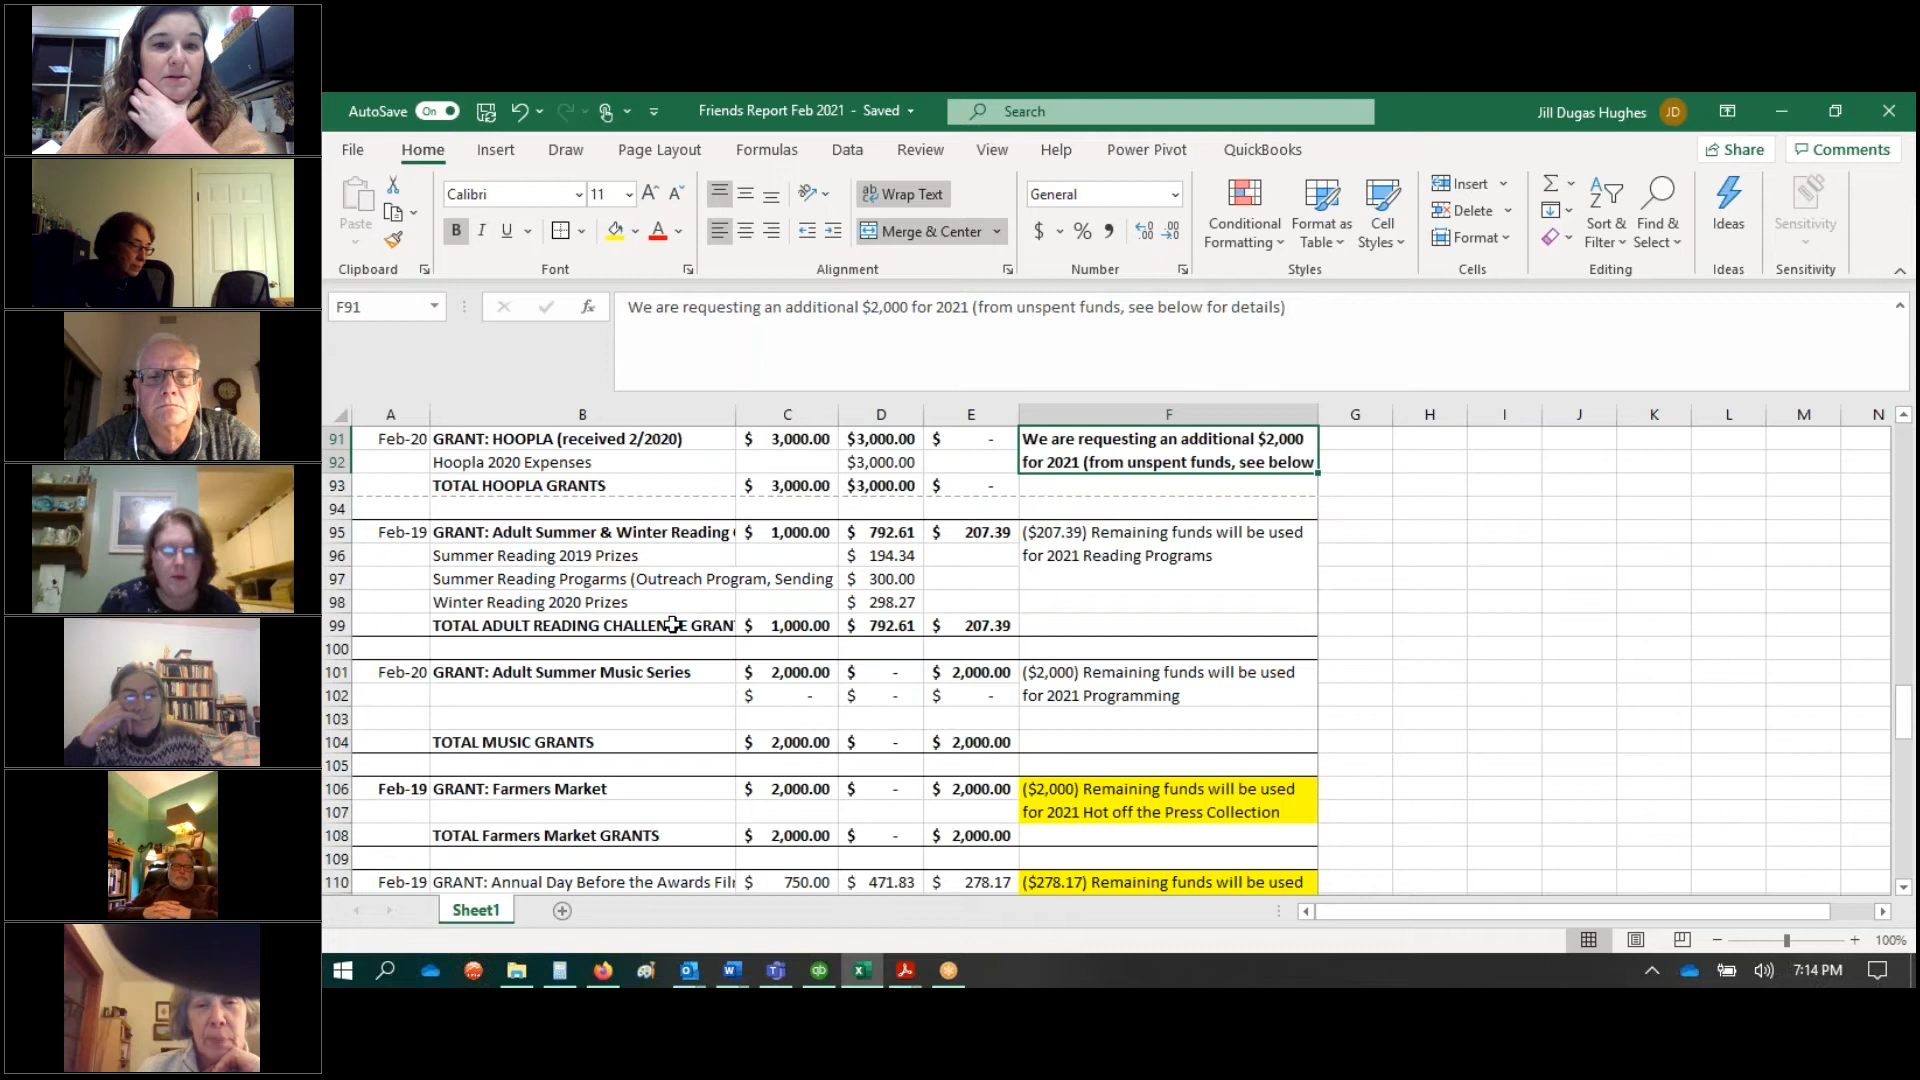 AutoSave On Friends Report Feb 2021 - Saved Search Jill Dugas Hughes JD
File Home Insert Draw Page Layout Formulas Data Review View Help Power Pivot QuickBooks Share Comments
Paste Calibri 11 Wrap Text General Conditional Formatting Format as Table Cell Styles Insert Delete Format Sort & Filter Find & Select Ideas Sensitivity
B I U A Merge & Center $ % 9
Clipboard Font Alignment Number Styles Cells Editing Ideas Sensitivity
F91 fx We are requesting an additional $2,000 for 2021 (from unspent funds, see below for details)
A B C D E F G H I J K L M N
91 Feb-20 GRANT: HOOPLA (received 2/2020) $ 3,000.00 $3,000.00 $ - We are requesting an additional $2,000
92 Hoopla 2020 Expenses $3,000.00 for 2021 (from unspent funds, see below
93 TOTAL HOOPLA GRANTS $ 3,000.00 $3,000.00 $ -
94
95 Feb-19 GRANT: Adult Summer & Winter Reading $ 1,000.00 $ 792.61 $ 207.39 ($207.39) Remaining funds will be used
96 Summer Reading 2019 Prizes $ 194.34 for 2021 Reading Programs
97 Summer Reading Progarms (Outreach Program, Sending $ 300.00
98 Winter Reading 2020 Prizes $ 298.27
99 TOTAL ADULT READING CHALLENGE GRANT $ 1,000.00 $ 792.61 $ 207.39
100
101 Feb-20 GRANT: Adult Summer Music Series $ 2,000.00 $ - $ 2,000.00 ($2,000) Remaining funds will be used
102 $ - $ - $ - for 2021 Programming
103
104 TOTAL MUSIC GRANTS $ 2,000.00 $ - $ 2,000.00
105
106 Feb-19 GRANT: Farmers Market $ 2,000.00 $ - $ 2,000.00 ($2,000) Remaining funds will be used
107 for 2021 Hot off the Press Collection
108 TOTAL Farmers Market GRANTS $ 2,000.00 $ - $ 2,000.00
109
110 Feb-19 GRANT: Annual Day Before the Awards Film $ 750.00 $ 471.83 $ 278.17 ($278.17) Remaining funds will be used
Sheet1
100%
7:14 PM